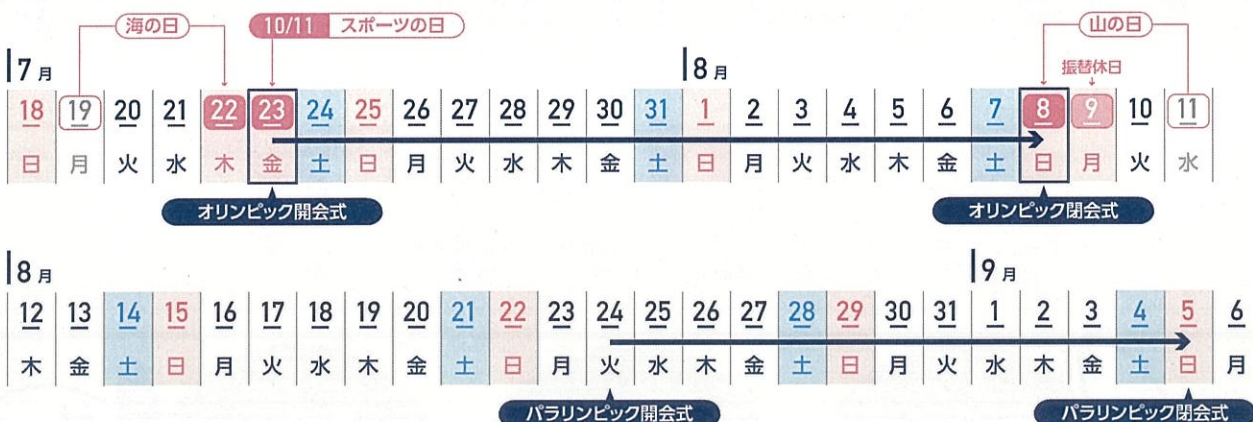 海の日 10/11 スポーツの日 山の日
7月 8月 振替休日
18 19 20 21 22 23 24 25 26 27 28 29 30 31 1 2 3 4 5 6 7 8 9 10 11
日 月 火 水 木 金 土 日 月 火 水 木 金 土 日 月 火 水 木 金 土 日 月 火 水
オリンピック開会式 オリンピック閉会式
8月 9月
12 13 14 15 16 17 18 19 20 21 22 23 24 25 26 27 28 29 30 31 1 2 3 4 5 6
木 金 土 日 月 火 水 木 金 土 日 月 火 水 木 金 土 日 月 火 水 木 金 土 日 月
パラリンピック開会式 パラリンピック閉会式